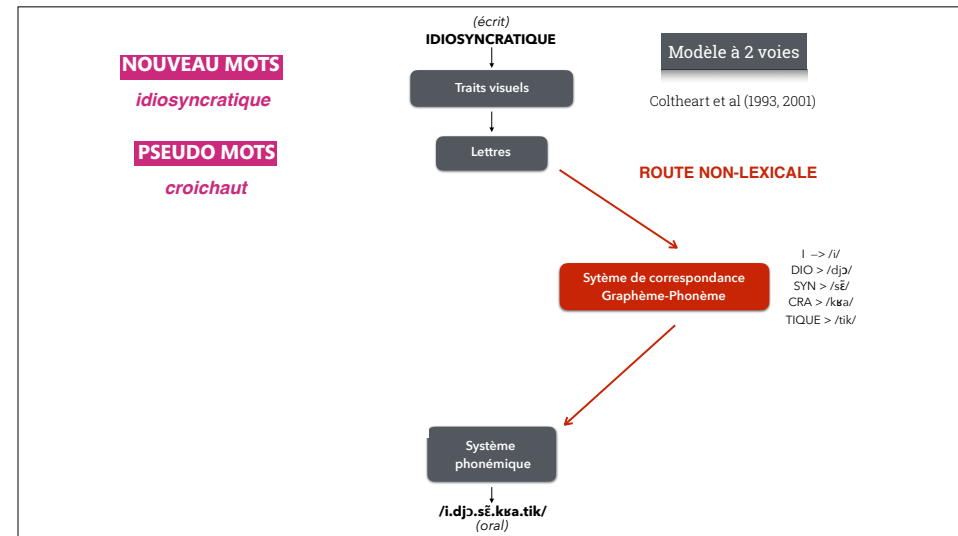 (écrit)
IDIOSYNCRATIQUE
NOUVEAU MOTS
idiosyncratique
PSEUDO MOTS
croichaut
Traits visuels
Lettres
Modèle à 2 voies
Coltheart et al (1993, 2001)
ROUTE NON-LEXICALE
Sytème de correspondance
Graphème-Phonème
I –> /i/
DIO > /djɔ/
SYN > /sɛ̃/
CRA > /kʁa/
TIQUE > /tik/
Système
phonémique
/i.djɔ.sɛ̃.kʁa.tik/
(oral)